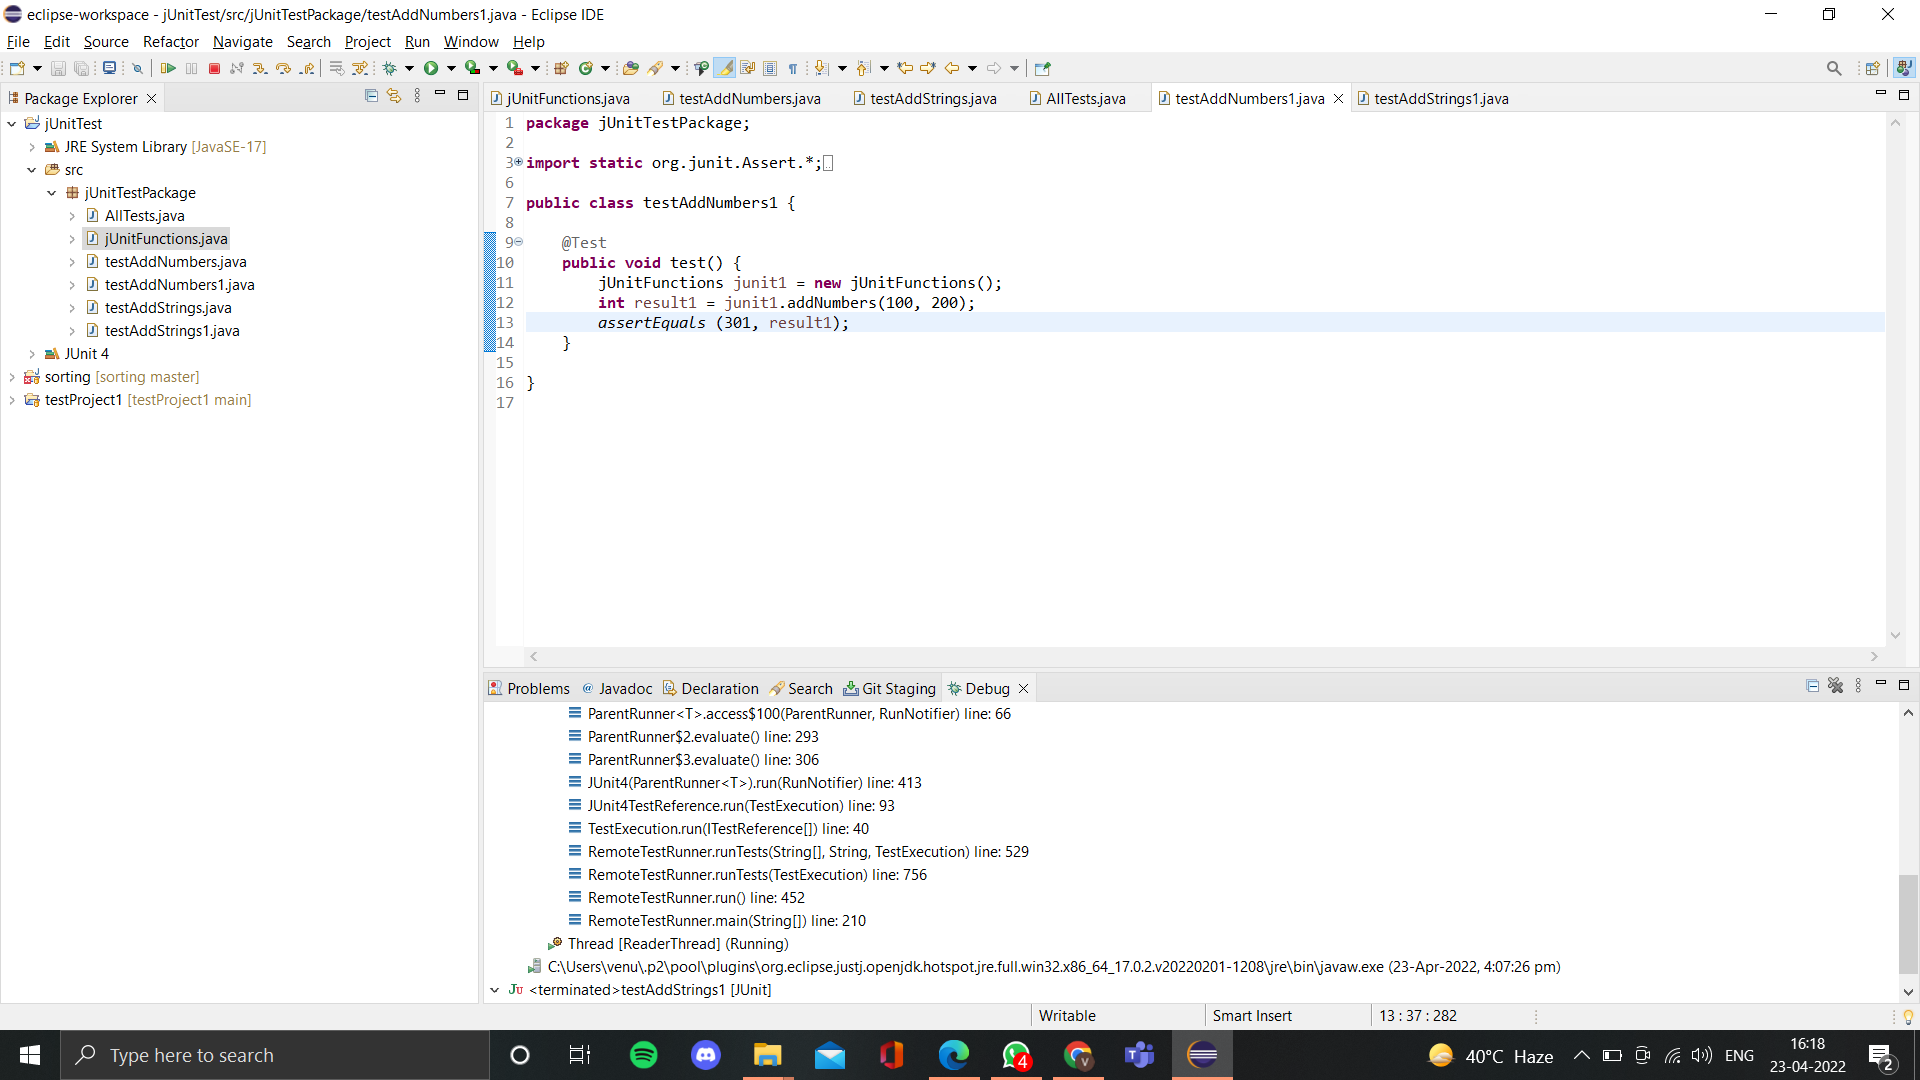 eclipse-workspace - jUnitTest/src/jUnitTestPackage/testAddNumbers1.java - Eclipse IDE
File Edit Source Refactor Navigate Search Project Run Window Help
Package Explorer
jUnitTest
JRE System Library [JavaSE-17]
src
jUnitTestPackage
AllTests.java
jUnitFunctions.java
testAddNumbers.java
testAddNumbers1.java
testAddStrings.java
testAddStrings1.java
JUnit 4
sorting [sorting master]
testProject1 [testProject1 main]
jUnitFunctions.java testAddNumbers.java testAddStrings.java AllTests.java testAddNumbers1.java testAddStrings1.java
1 package jUnitTestPackage;
2
3 import static org.junit.Assert.*;
6
7 public class testAddNumbers1 {
8
9 @Test
10 public void test() {
11 jUnitFunctions junit1 = new jUnitFunctions();
12 int result1 = junit1.addNumbers(100, 200);
13 assertEquals (301, result1);
14 }
15
16 }
17
Problems Javadoc Declaration Search Git Staging Debug
ParentRunner<T>.access$100(ParentRunner, RunNotifier) line: 66
ParentRunner$2.evaluate() line: 293
ParentRunner$3.evaluate() line: 306
JUnit4(ParentRunner<T>).run(RunNotifier) line: 413
JUnit4TestReference.run(TestExecution) line: 93
TestExecution.run(ITestReference[]) line: 40
RemoteTestRunner.runTests(String[], String, TestExecution) line: 529
RemoteTestRunner.runTests(TestExecution) line: 756
RemoteTestRunner.run() line: 452
RemoteTestRunner.main(String[]) line: 210
Thread [ReaderThread] (Running)
C:\Users\venu\.p2\pool\plugins\org.eclipse.justj.openjdk.hotspot.jre.full.win32.x86_64_17.0.2.v20220201-1208\jre\bin\javaw.exe (23-Apr-2022, 4:07:26 pm)
<terminated>testAddStrings1 [JUnit]
Writable Smart Insert 13 : 37 : 282
Type here to search
4
40°C Haze
ENG
16:18
23-04-2022
2